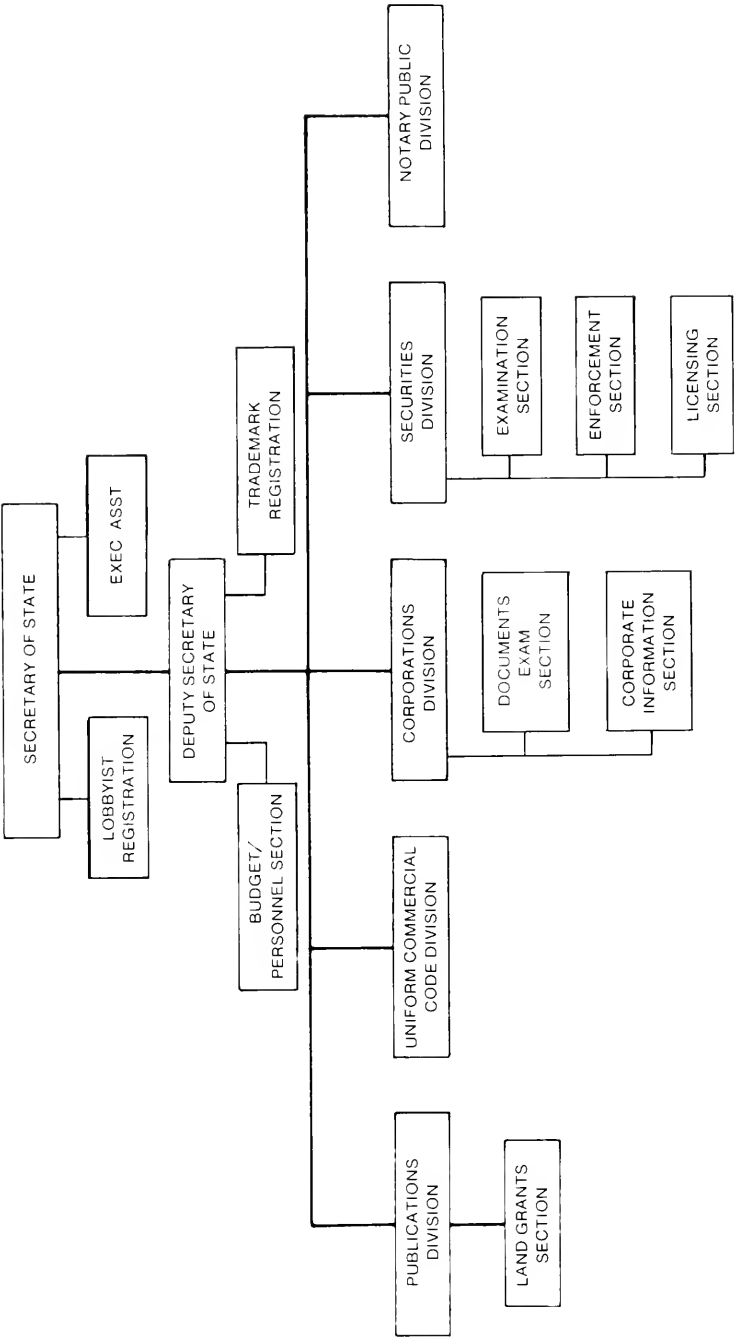 SECRETARY OF STATE
LOBBYIST
REGISTRATION
EXEC ASST
DEPUTY SECRETARY
OF STATE
BUDGET/
PERSONNEL SECTION
TRADEMARK
REGISTRATION
PUBLICATIONS
DIVISION
UNIFORM COMMERCIAL
CODE DIVISION
CORPORATIONS
DIVISION
SECURITIES
DIVISION
NOTARY PUBLIC
DIVISION
LAND GRANTS
SECTION
DOCUMENTS
EXAM
SECTION
CORPORATE
INFORMATION
SECTION
EXAMINATION
SECTION
ENFORCEMENT
SECTION
LICENSING
SECTION